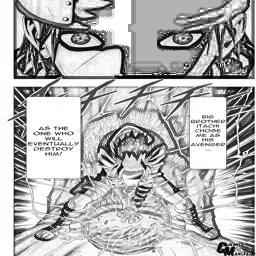 BIG
BROTHER
ITACHI
CHOSE
ME AS
HIS
AVENGER
...
AS THE
ONE WHO
WILL
EVENTUALLY
DESTROY
HIM!